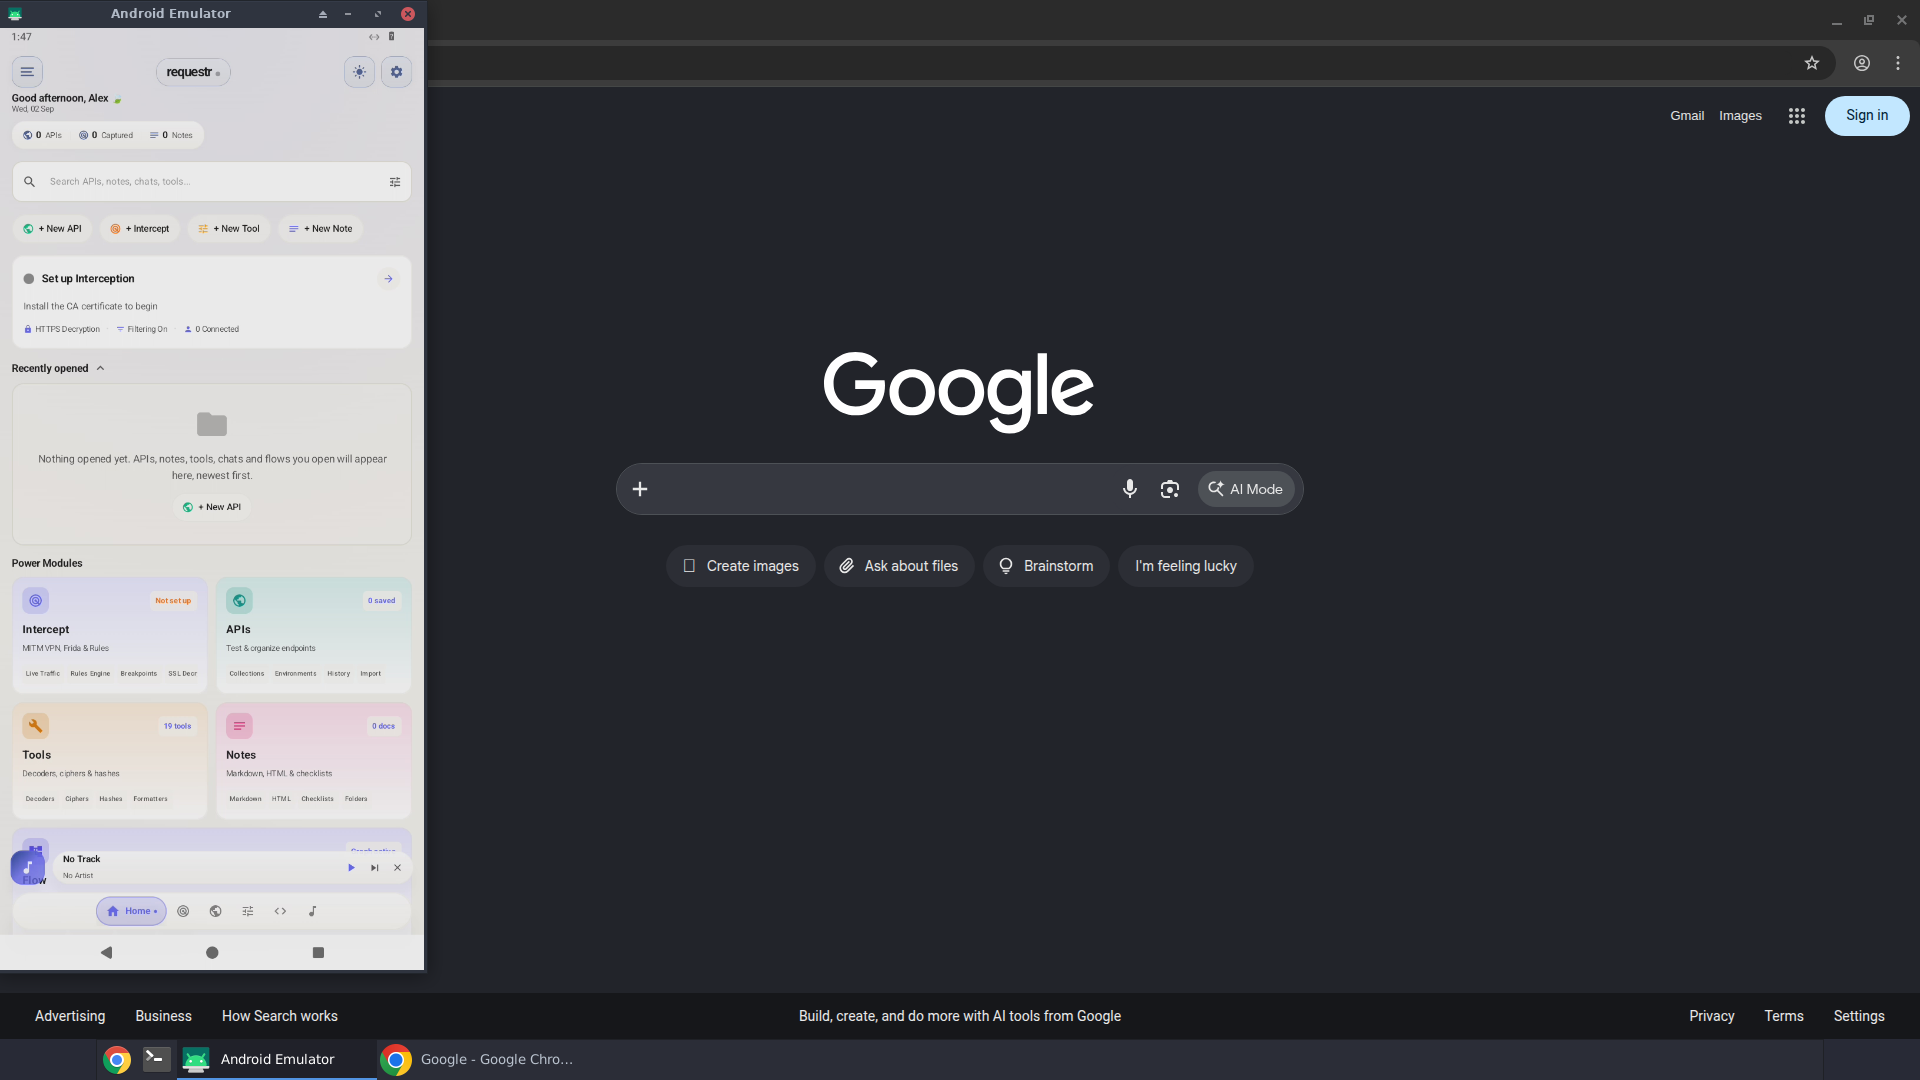 Android Emulator
1:47
requestr
Good afternoon, Alex
Wed, 02 Sep
0 APIs 0 Captured 0 Notes
Search APIs, notes, chats, tools...
+ New API + Intercept + New Tool + New Note
Set up Interception
Install the CA certificate to begin
HTTPS Decryption · Filtering On · 0 Connected
Recently opened
Nothing opened yet. APIs, notes, tools, chats and flows you open will appear
here, newest first.
+ New API
Power Modules
Not set up
Intercept
MITM VPN, Frida & Rules
Live Traffic Rules Engine Breakpoints SSL Decr
0 saved
APIs
Test & organize endpoints
Collections Environments History Import
19 tools
Tools
Decoders, ciphers & hashes
Decoders Ciphers Hashes Formatters
0 docs
Notes
Markdown, HTML & checklists
Markdown HTML Checklists Folders
Flow
No Track
No Artist
Home
Gmail Images Sign in
Google
AI Mode
Create images Ask about files Brainstorm I'm feeling lucky
Advertising Business How Search works Build, create, and do more with AI tools from Google Privacy Terms Settings
Android Emulator Google - Google Chro...